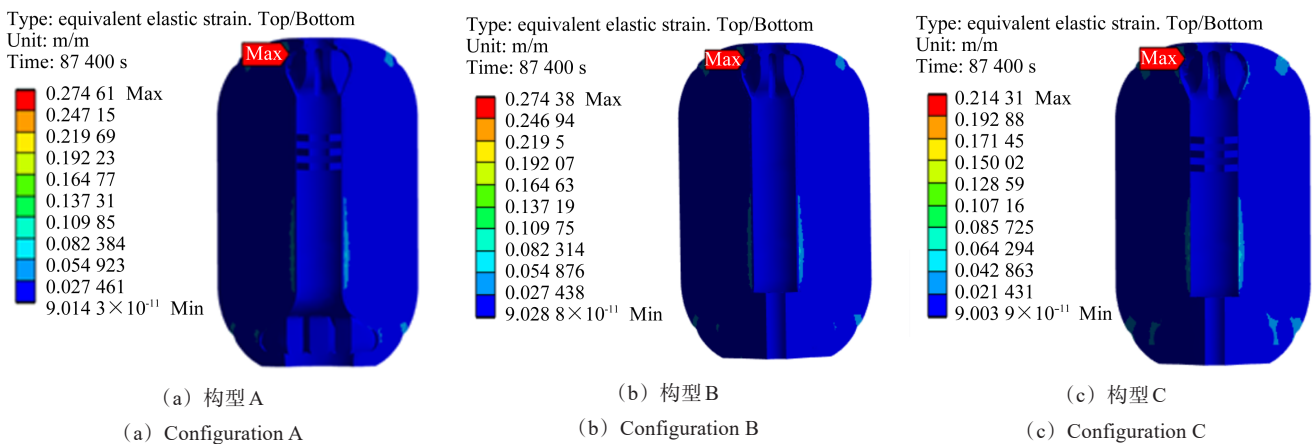 Type: equivalent elastic strain. Top/Bottom
Unit: m/m
Time: 87 400 s
Max
0.274 61 Max
0.247 15
0.219 69
0.192 23
0.164 77
0.137 31
0.109 85
0.082 384
0.054 923
0.027 461
9.014 3×10⁻¹¹ Min
(a) 构型A
(a) Configuration A
Type: equivalent elastic strain. Top/Bottom
Unit: m/m
Time: 87 400 s
Max
0.274 38 Max
0.246 94
0.219 5
0.192 07
0.164 63
0.137 19
0.109 75
0.082 314
0.054 876
0.027 438
9.028 8×10⁻¹¹ Min
(b) 构型B
(b) Configuration B
Type: equivalent elastic strain. Top/Bottom
Unit: m/m
Time: 87 400 s
Max
0.214 31 Max
0.192 88
0.171 45
0.150 02
0.128 59
0.107 16
0.085 725
0.064 294
0.042 863
0.021 431
9.003 9×10⁻¹¹ Min
(c) 构型C
(c) Configuration C